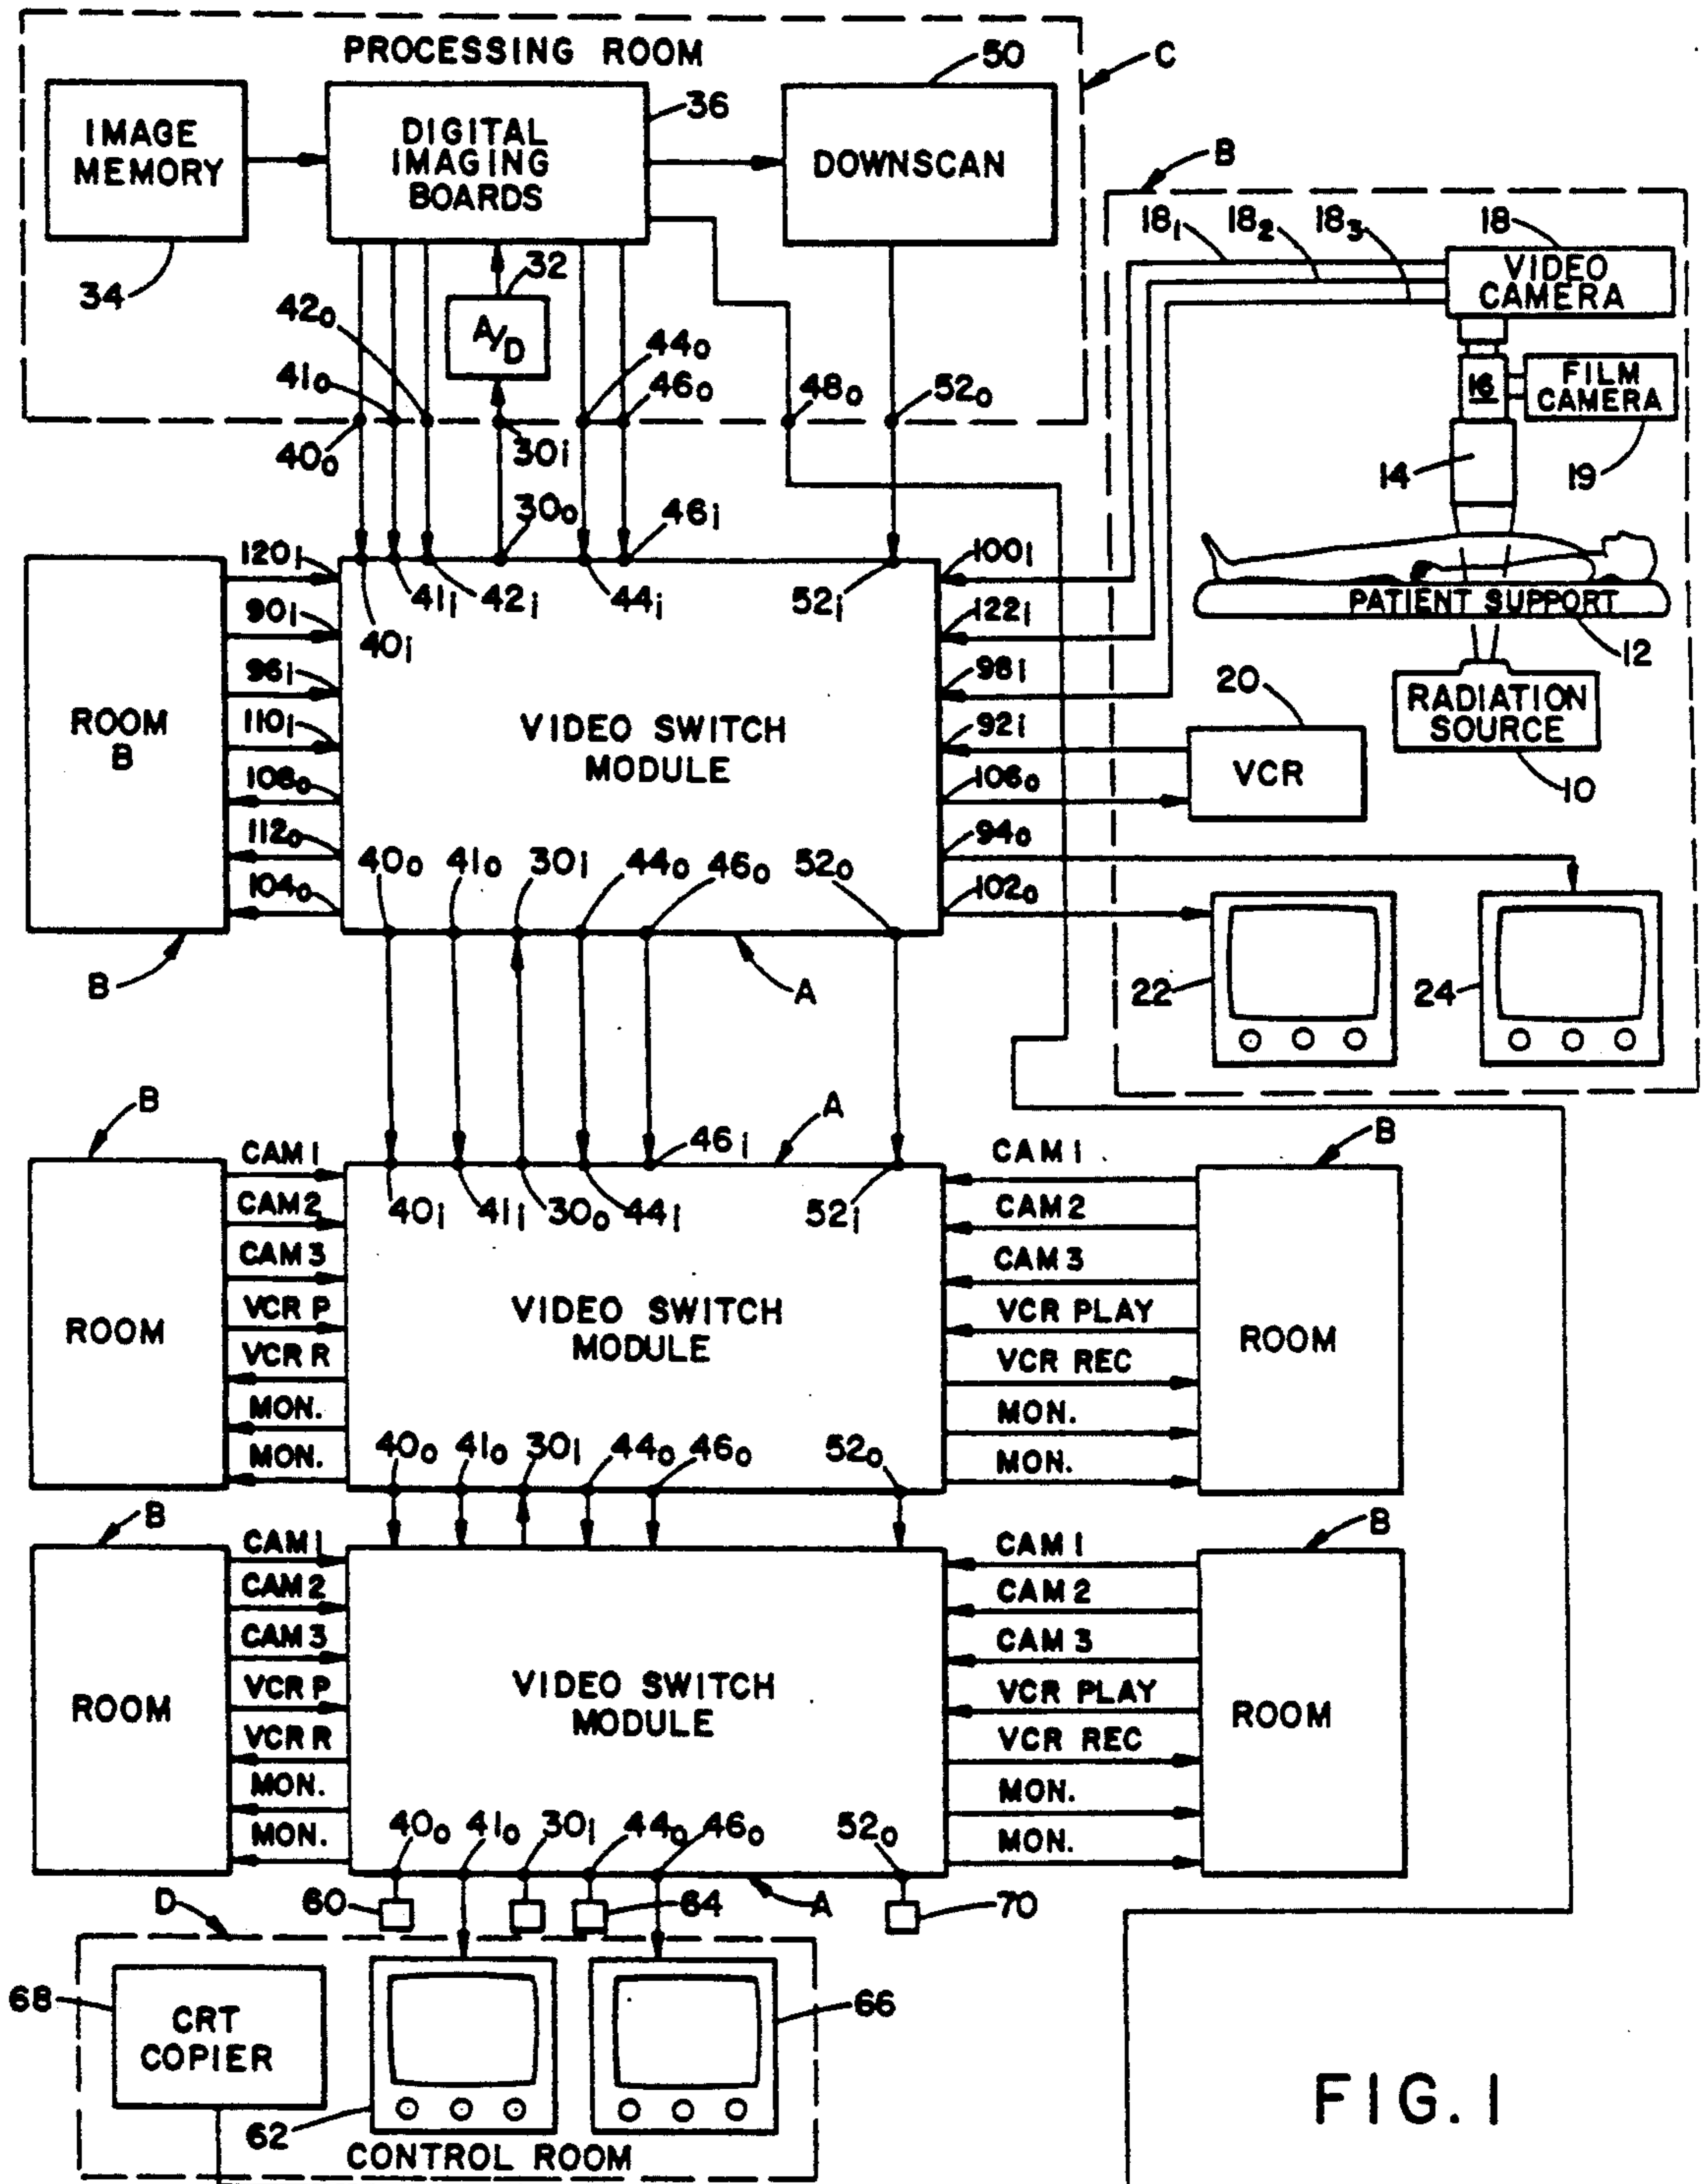 PROCESSING ROOM
50
C
IMAGE
MEMORY
DIGITAL
IMAGING
BOARDS
36
DOWNSCAN
B
34
32
A/D
18₁
18₂
18₃
18
VIDEO
CAMERA
16
FILM
CAMERA
14
19
42₀
41₀
40₀
30i
44₀
46₀
48₀
52₀
30₀
46i
PATIENT SUPPORT
12
RADIATION
SOURCE
10
ROOM
B
120i
90i
96i
110i
108₀
112₀
104₀
40i
41i
42i
44i
52i
VIDEO SWITCH
MODULE
100i
122i
98i
92i
106₀
94₀
102₀
20
VCR
40₀
41₀
30i
44₀
46₀
52₀
B
A
22
24
B
A
B
46i
CAM 1
CAM 2
CAM 3
VCR P
VCR R
MON.
MON.
ROOM
40i
41i
30₀
44i
52i
VIDEO SWITCH
MODULE
CAM 1
CAM 2
CAM 3
VCR PLAY
VCR REC
MON.
MON.
ROOM
40₀
41₀
30i
44₀
46₀
52₀
B
B
CAM 1
CAM 2
CAM 3
VCR P
VCR R
MON.
MON.
ROOM
VIDEO SWITCH
MODULE
CAM 1
CAM 2
CAM 3
VCR PLAY
VCR REC
MON.
MON.
ROOM
40₀
41₀
30i
44₀
46₀
52₀
D
60
64
A
70
68
CRT
COPIER
62
66
CONTROL ROOM
FIG. 1